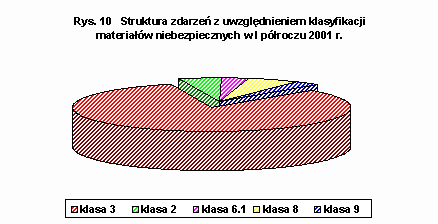 Rys. 10 Struktura zdarzeń z uwzględnieniem klasyfikacji
materiałów niebezpiecznych w I półroczu 2001 r.
klasa 3 klasa 2 klasa 6.1 klasa 8 klasa 9